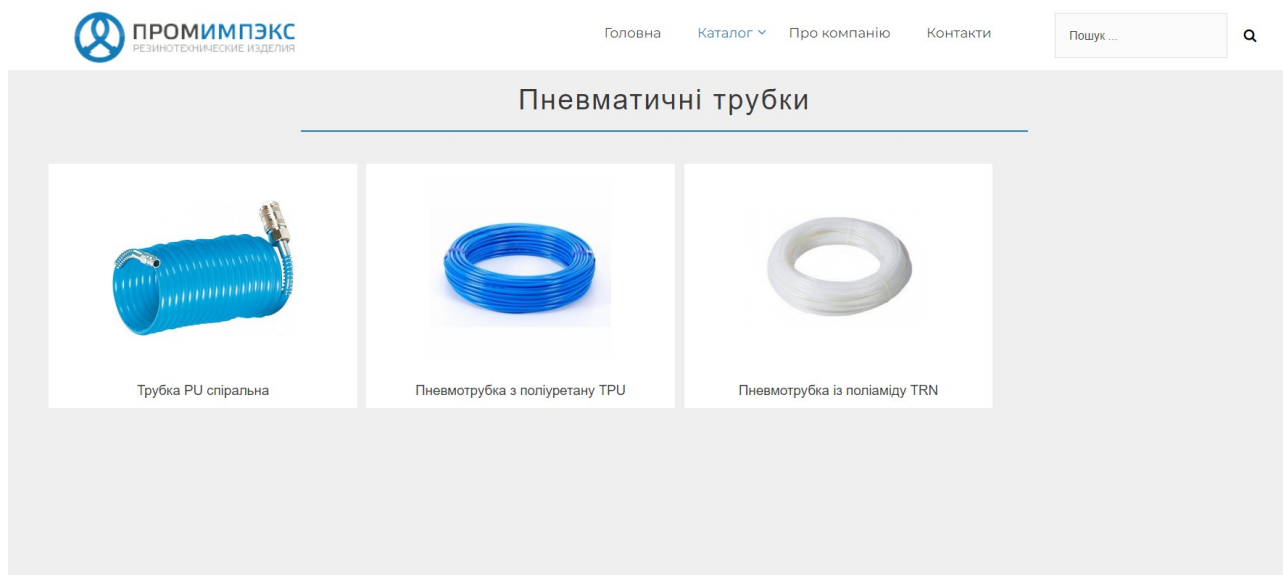 ПРОМИМПЭКС
РЕЗИНОТЕХНИЧЕСКИЕ ИЗДЕЛИЯ
Головна Каталог Про компанію Контакти Пошук ...
Пневматичні трубки
Трубка PU спіральна Пневмотрубка з поліуретану TPU Пневмотрубка із поліаміду TRN